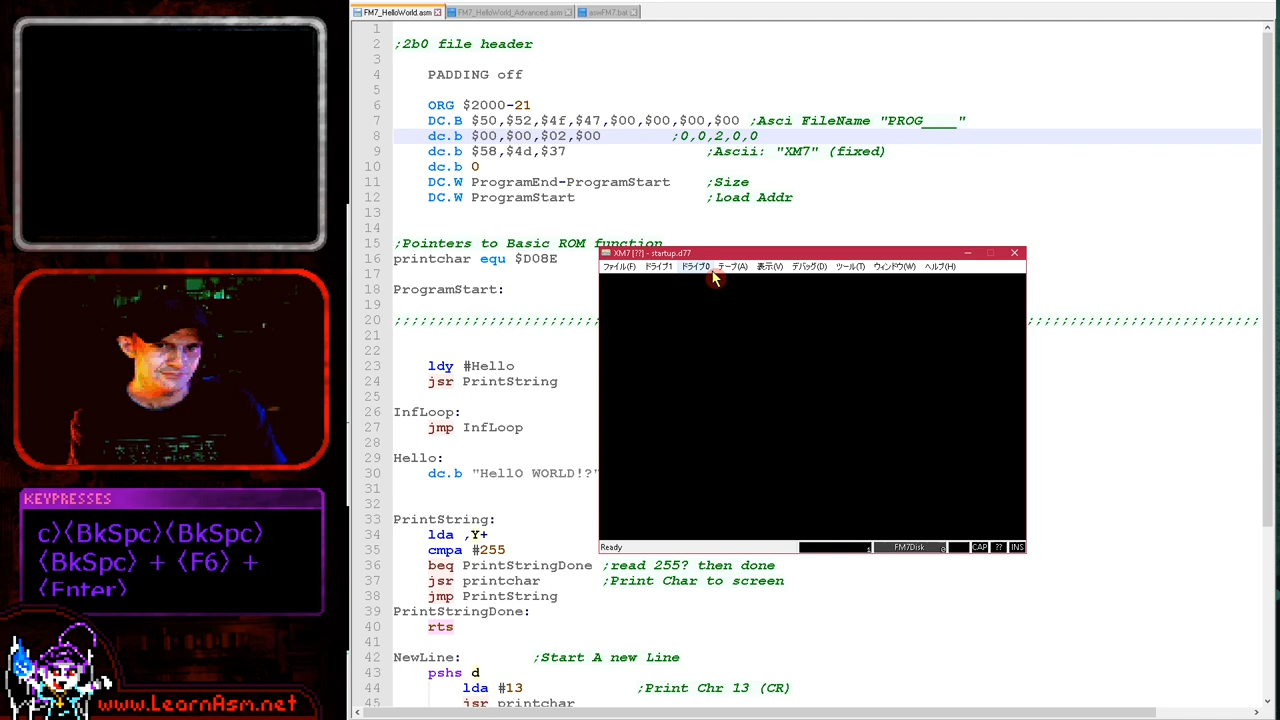 FM7_HelloWorld.asm FM7_HelloWorld_Advanced.asm aswFM7.bat
1
2 ;2b0 file header
3
4 PADDING off
5
6 ORG $2000-21
7 DC.B $50,$52,$4f,$47,$00,$00,$00,$00 ;Asci FileName "PROG____"
8 dc.b $00,$00,$02,$00 ;0,0,2,0,0
9 dc.b $58,$4d,$37 ;Ascii: "XM7" (fixed)
10 dc.b 0
11 DC.W ProgramEnd-ProgramStart ;Size
12 DC.W ProgramStart ;Load Addr
13
14
15 ;Pointers to Basic ROM function
16 printchar equ $D08E
17
18 ProgramStart:
19
20 ;;;;;;;;;;;;;;;;;;;;;;;; ;;;;;;;;;;;;;;;;;;;;;;;;;;;
21
22
23 ldy #Hello
24 jsr PrintString
25
26 InfLoop:
27 jmp InfLoop
28
29 Hello:
30 dc.b "HellO WORLD!?"
31
32
33 PrintString:
34 lda ,Y+
35 cmpa #255
36 beq PrintStringDone ;read 255? then done
37 jsr printchar ;Print Char to screen
38 jmp PrintString
39 PrintStringDone:
40 rts
41
42 NewLine: ;Start A new Line
43 pshs d
44 lda #13 ;Print Chr 13 (CR)
45 jsr printchar
XM7 [??] - startup.d77
ファイル(F) ドライブ1 ドライブ0 テープ(A) 表示(V) デバッグ(D) ツール(T) ウィンドウ(W) ヘルプ(H)
Ready FM7Disk CAP ?? INS
KEYPRESSES
c〉〈BkSpc〉〈BkSpc〉
〈BkSpc〉+〈F6〉+
〈Enter〉
www.LearnAsm.net